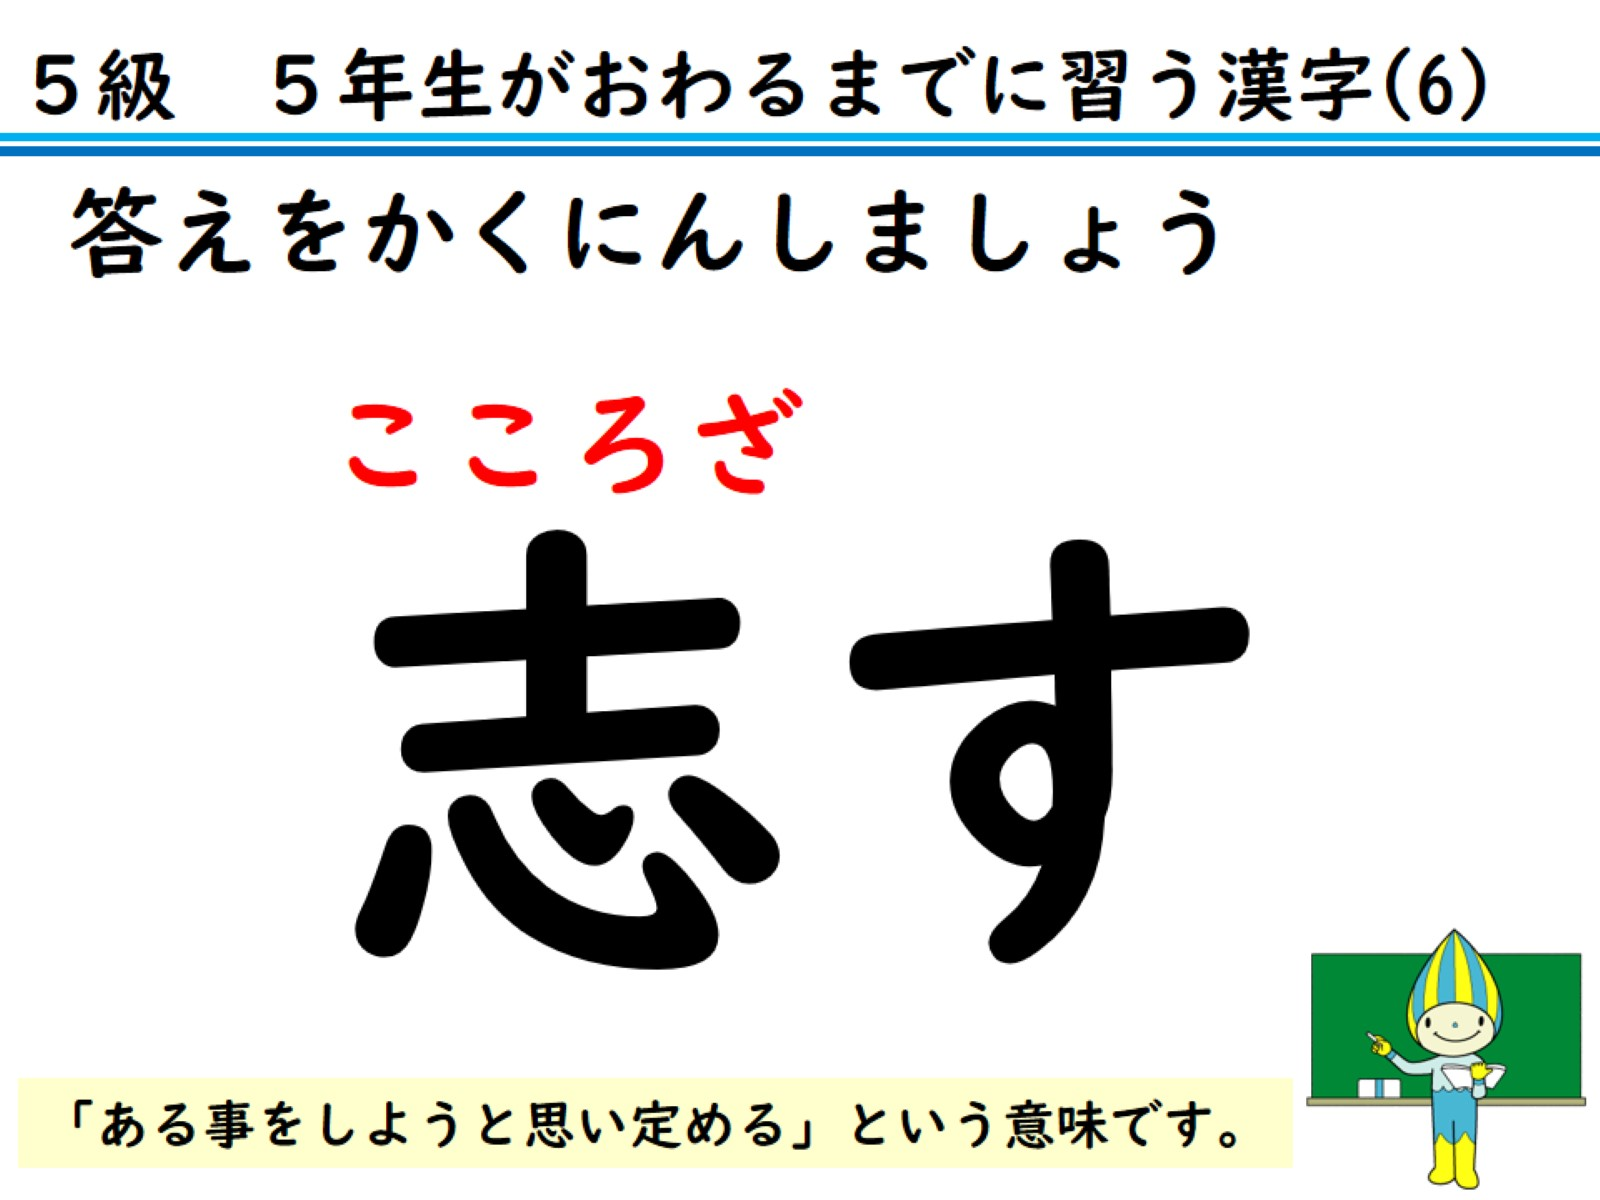 ５級　５年生がおわるまでに習う漢字(6)
答えをかくにんしましょう
こころざ
志す
「ある事をしようと思い定める」という意味です。